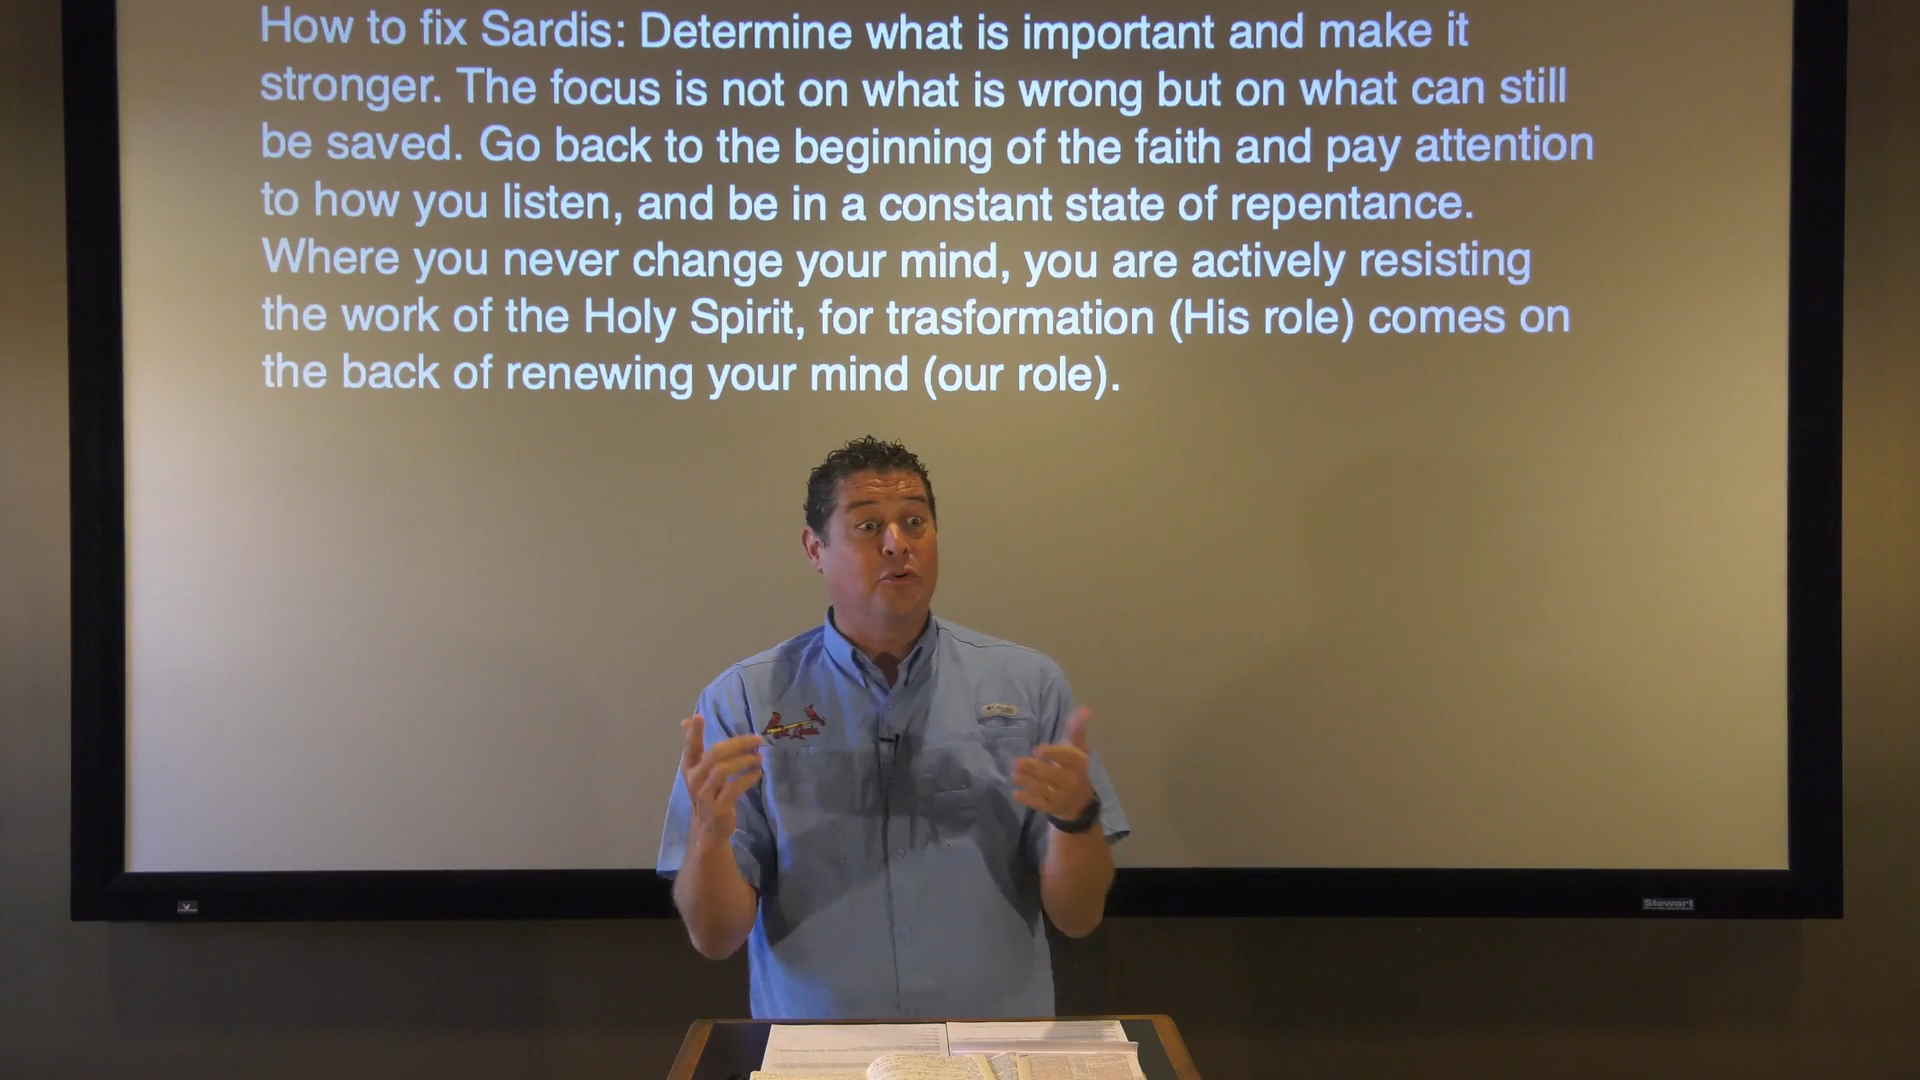 How to fix Sardis: Determine what is important and make it
stronger. The focus is not on what is wrong but on what can still
be saved. Go back to the beginning of the faith and pay attention
to how you listen, and be in a constant state of repentance.
Where you never change your mind, you are actively resisting
the work of the Holy Spirit, for trasformation (His role) comes on
the back of renewing your mind (our role).
Stewart